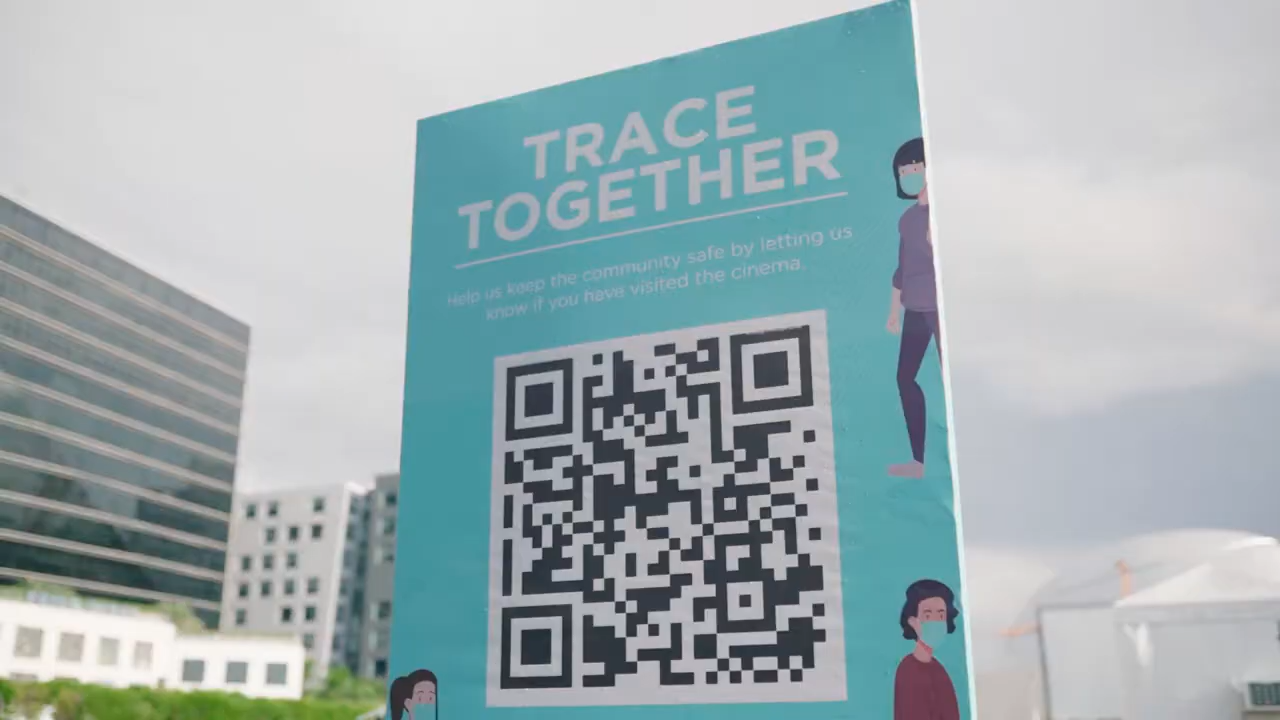 TRACE
TOGETHER
Help us keep the community safe by letting us
know if you have visited the cinema.